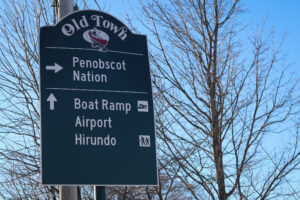 Old Town
Penobscot
Nation
Boat Ramp
Airport
Hirundo